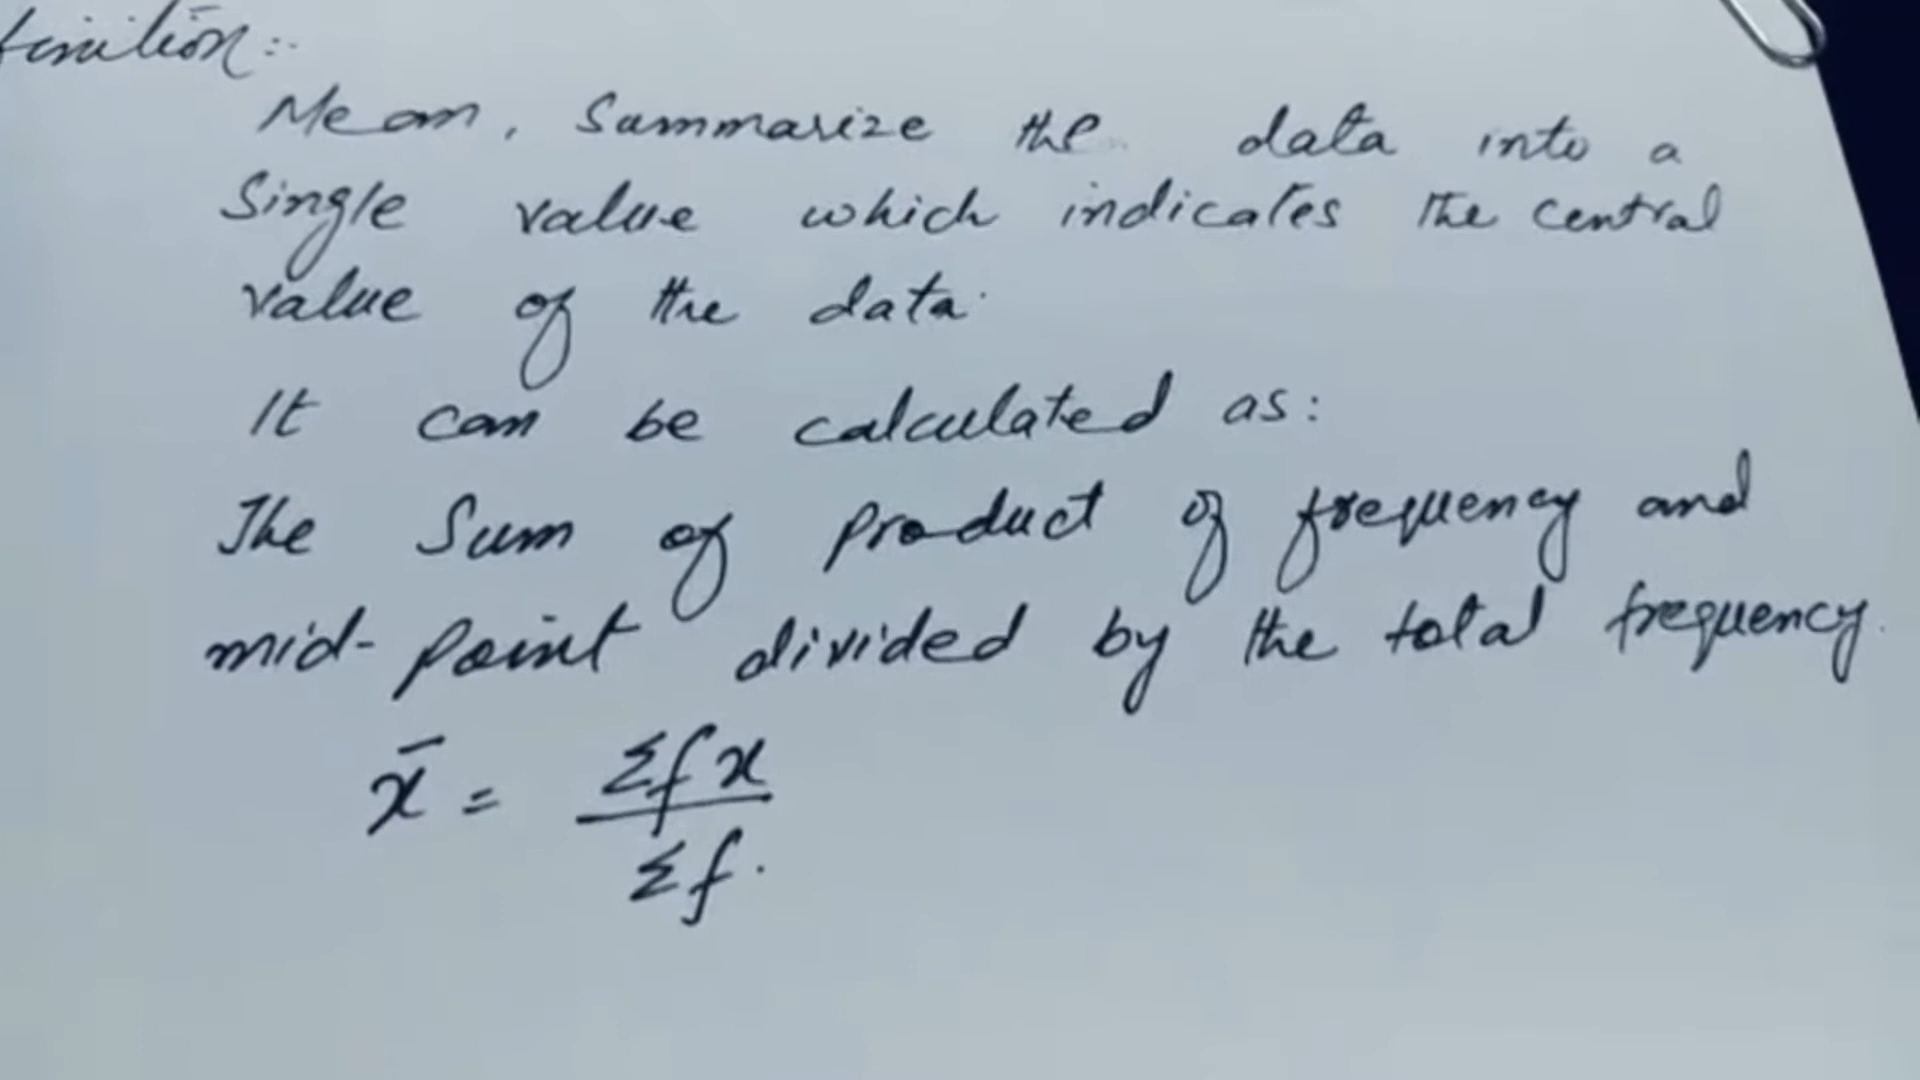 finition:-
Mean, Summarize the data into a
Single value which indicates the central
value of the data.
It can be calculated as:
The Sum of product of frequency and
mid-point divided by the total frequency.
x̄ = Σfx
Σf.